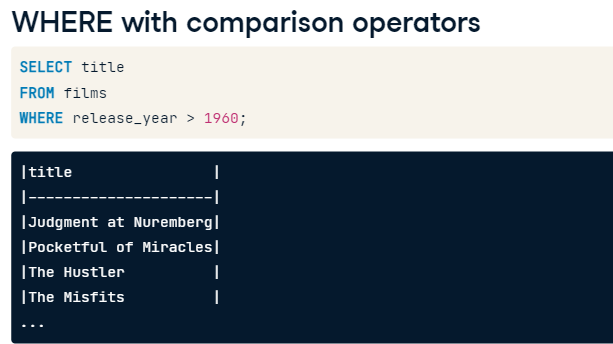 WHERE with comparison operators
SELECT title
FROM films
WHERE release_year > 1960;
|title                |
|---------------------|
|Judgment at Nuremberg|
|Pocketful of Miracles|
|The Hustler          |
|The Misfits          |
...